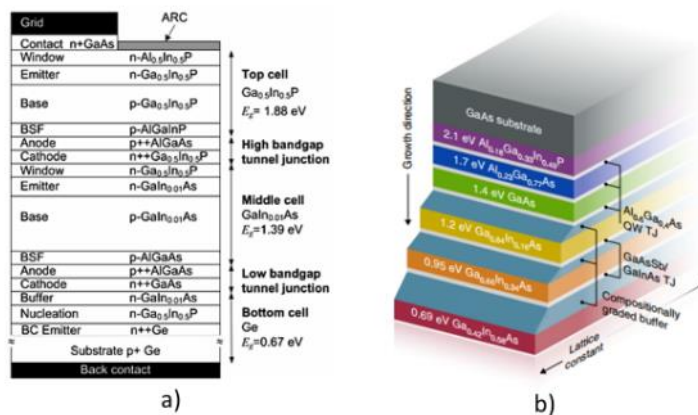 Grid
ARC
Contact n+GaAs
Window n-Al0.5In0.5P
Emitter n-Ga0.5In0.5P
Base p-Ga0.5In0.5P
BSF p-AlGaInP
Anode p++AlGaAs
Cathode n++Ga0.5In0.5P
Window n-Ga0.5In0.5P
Emitter n-GaIn0.01As
Base p-GaIn0.01As
BSF p-AlGaAs
Anode p++AlGaAs
Cathode n++GaAs
Buffer n-GaIn0.01As
Nucleation n-Ga0.5In0.5P
BC Emitter n++Ge
Substrate p+ Ge
Back contact
Top cell
Ga0.5In0.5P
Eg= 1.88 eV
High bandgap
tunnel junction
Middle cell
GaIn0.01As
Eg=1.39 eV
Low bandgap
tunnel junction
Bottom cell
Ge
Eg=0.67 eV
a)
Growth direction
GaAs substrate
2.1 eV Al0.18Ga0.33In0.49P
1.7 eV Al0.23Ga0.77As
1.4 eV GaAs
1.2 eV Ga0.84In0.16As
0.95 eV Ga0.66In0.34As
0.69 eV Ga0.42In0.58As
Al0.6Ga0.4As
QW TJ
GaAsSb/
GaInAs TJ
Compositionally
graded buffer
Lattice
constant
b)